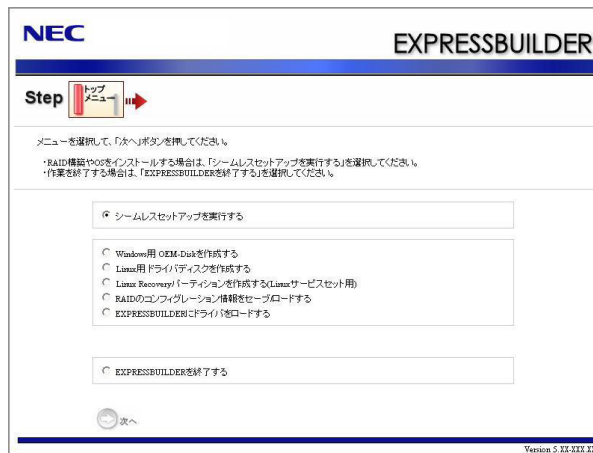 NEC
EXPRESSBUILDER
Step
トップ
メニュー
メニューを選択して、「次へ」ボタンを押してください。
・RAID構築やOSをインストールする場合は、「シームレスセットアップを実行する」を選択してください。
・作業を終了する場合は、「EXPRESSBUILDERを終了する」を選択してください。
シームレスセットアップを実行する
Windows用 OEM-Diskを作成する
Linux用 ドライバディスクを作成する
Linux Recoveryパーティションを作成する(Linuxサービスセット用)
RAIDのコンフィグレーション情報をセーブ/ロードする
EXPRESSBUILDERにドライバをロードする
EXPRESSBUILDERを終了する
次へ
Version 5.XX-XXX.XX